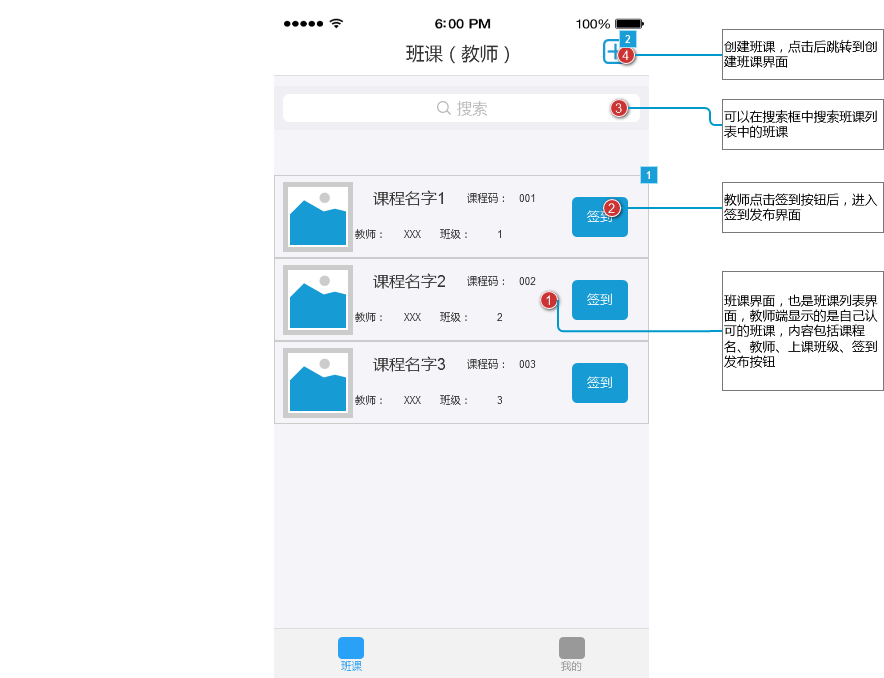 6:00 PM
100%
班课（教师）
2
4
创建班课，点击后跳转到创
建班课界面
搜索
3
可以在搜索框中搜索班课列
表中的班课
1
课程名字1 课程码： 001
签到
2
教师： XXX 班级： 1
教师点击签到按钮后，进入
签到发布界面
课程名字2 课程码： 002
签到
1
教师： XXX 班级： 2
班课界面，也是班课列表界
面，教师端显示的是自己认
可的班课，内容包括课程
名、教师、上课班级、签到
发布按钮
课程名字3 课程码： 003
签到
教师： XXX 班级： 3
班课
我的